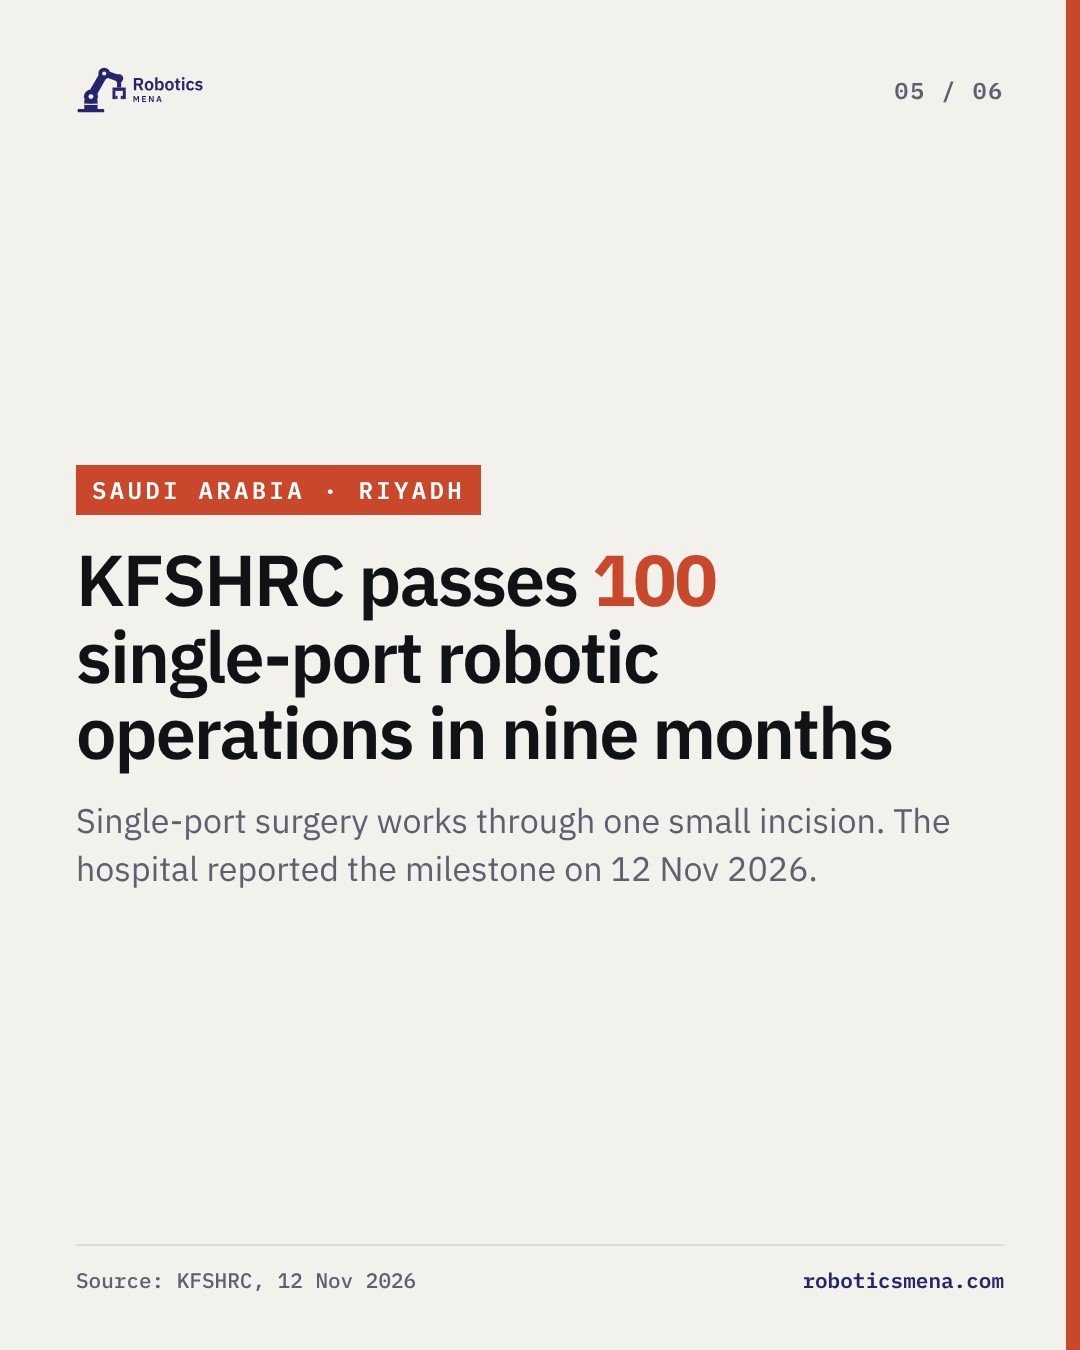 Robotics
MENA
05 / 06
SAUDI ARABIA · RIYADH
KFSHRC passes 100
single-port robotic
operations in nine months
Single-port surgery works through one small incision. The
hospital reported the milestone on 12 Nov 2026.
Source: KFSHRC, 12 Nov 2026
roboticsmena.com